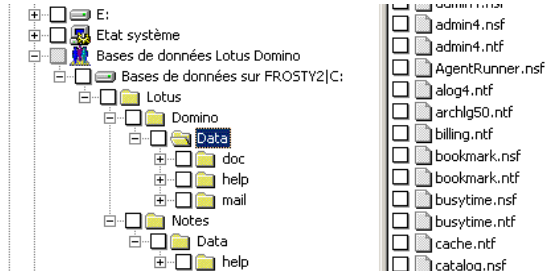 E:
Etat système
Bases de données Lotus Domino
Bases de données sur FROSTY2|C:
Lotus
Domino
Data
doc
help
mail
Notes
Data
help
admin4.nsf
admin4.ntf
AgentRunner.nsf
alog4.ntf
archlg50.ntf
billing.ntf
bookmark.nsf
bookmark.ntf
busytime.nsf
busytime.ntf
cache.ntf
catalog.nsf